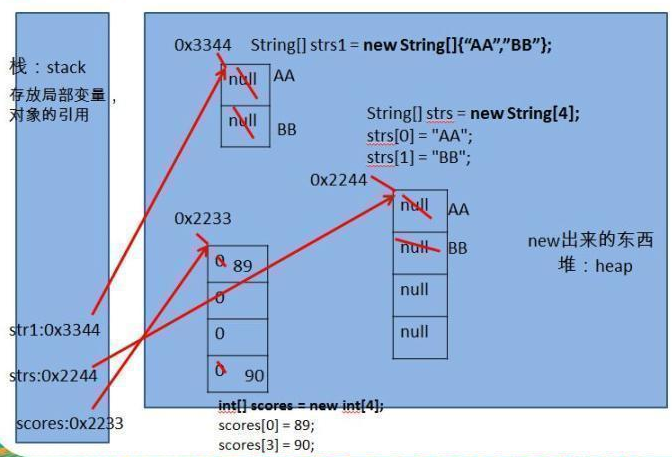 栈：stack
存放局部变量，
对象的引用
str1:0x3344
strs:0x2244
scores:0x2233
0x3344 String[] strs1 = new String[]{“AA”,”BB”};
null AA
null BB
String[] strs = new String[4];
strs[0] = "AA";
strs[1] = "BB";
0x2244
null AA
null BB
null
null
0x2233
0 89
0
0
0 90
int[] scores = new int[4];
scores[0] = 89;
scores[3] = 90;
new出来的东西
堆：heap